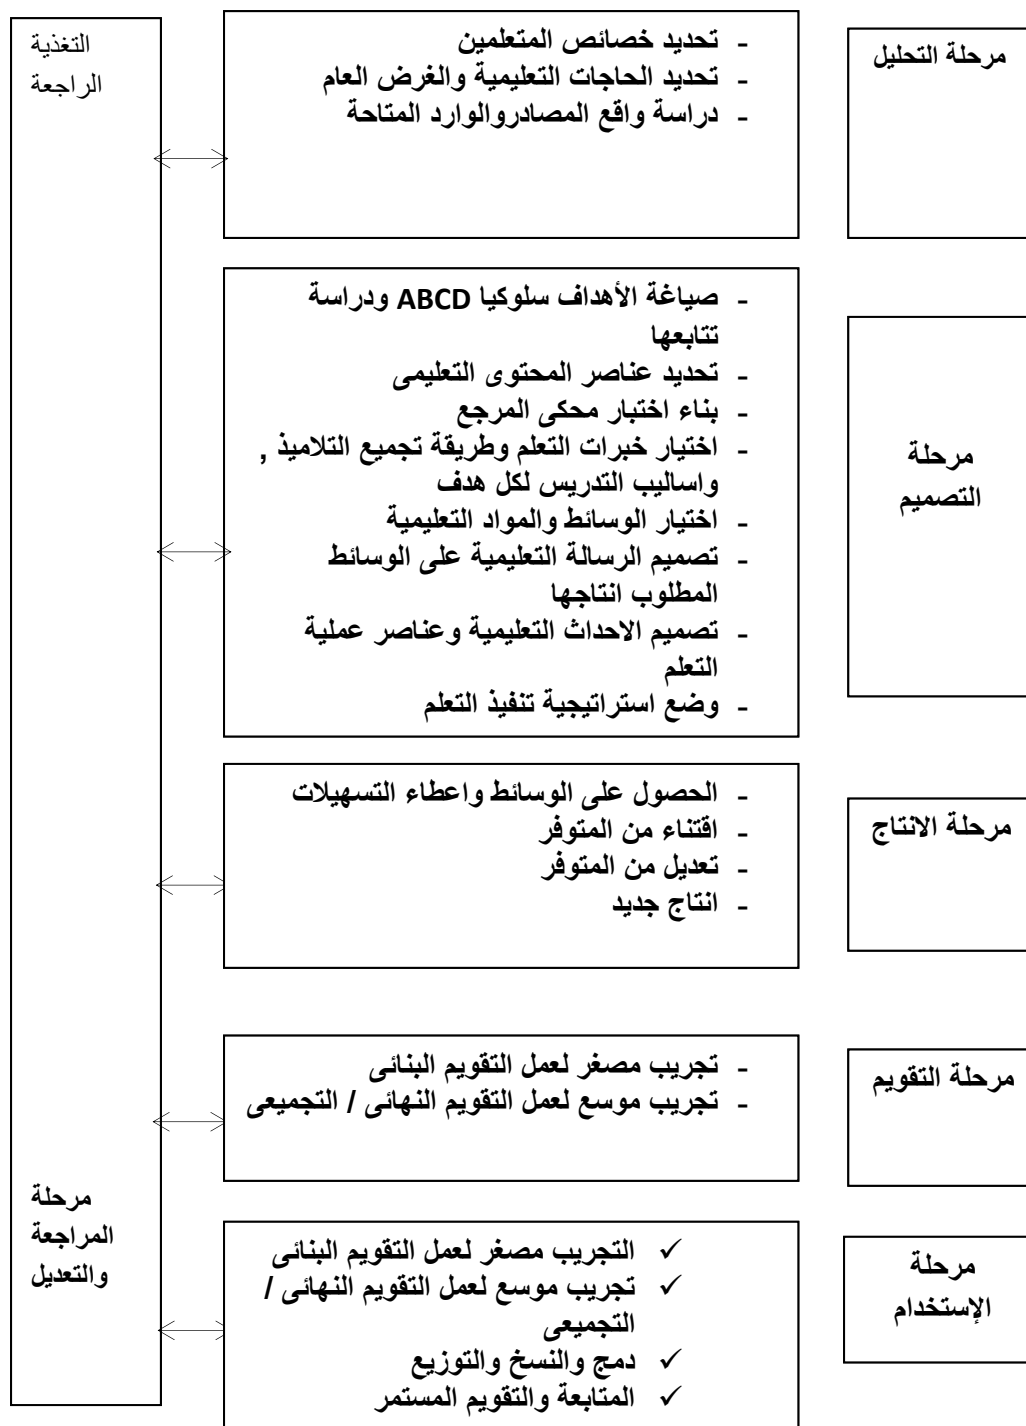 مرحلة التحليل
- تحديد خصائص المتعلمين
- تحديد الحاجات التعليمية والغرض العام
- دراسة واقع المصادروالوارد المتاحة
التغذية
الراجعة
مرحلة
التصميم
- صياغة الأهداف سلوكيا ABCD ودراسة
تتابعها
- تحديد عناصر المحتوى التعليمى
- بناء اختبار محكى المرجع
- اختيار خبرات التعلم وطريقة تجميع التلاميذ ,
واساليب التدريس لكل هدف
- اختيار الوسائط والمواد التعليمية
- تصميم الرسالة التعليمية على الوسائط
المطلوب انتاجها
- تصميم الاحداث التعليمية وعناصر عملية
التعلم
- وضع استراتيجية تنفيذ التعلم
مرحلة الانتاج
- الحصول على الوسائط واعطاء التسهيلات
- اقتناء من المتوفر
- تعديل من المتوفر
- انتاج جديد
مرحلة التقويم
- تجريب مصغر لعمل التقويم البنائى
- تجريب موسع لعمل التقويم النهائى / التجميعى
مرحلة
الإستخدام
✓ التجريب مصغر لعمل التقويم البنائى
✓ تجريب موسع لعمل التقويم النهائى /
التجميعى
✓ دمج والنسخ والتوزيع
✓ المتابعة والتقويم المستمر
مرحلة
المراجعة
والتعديل